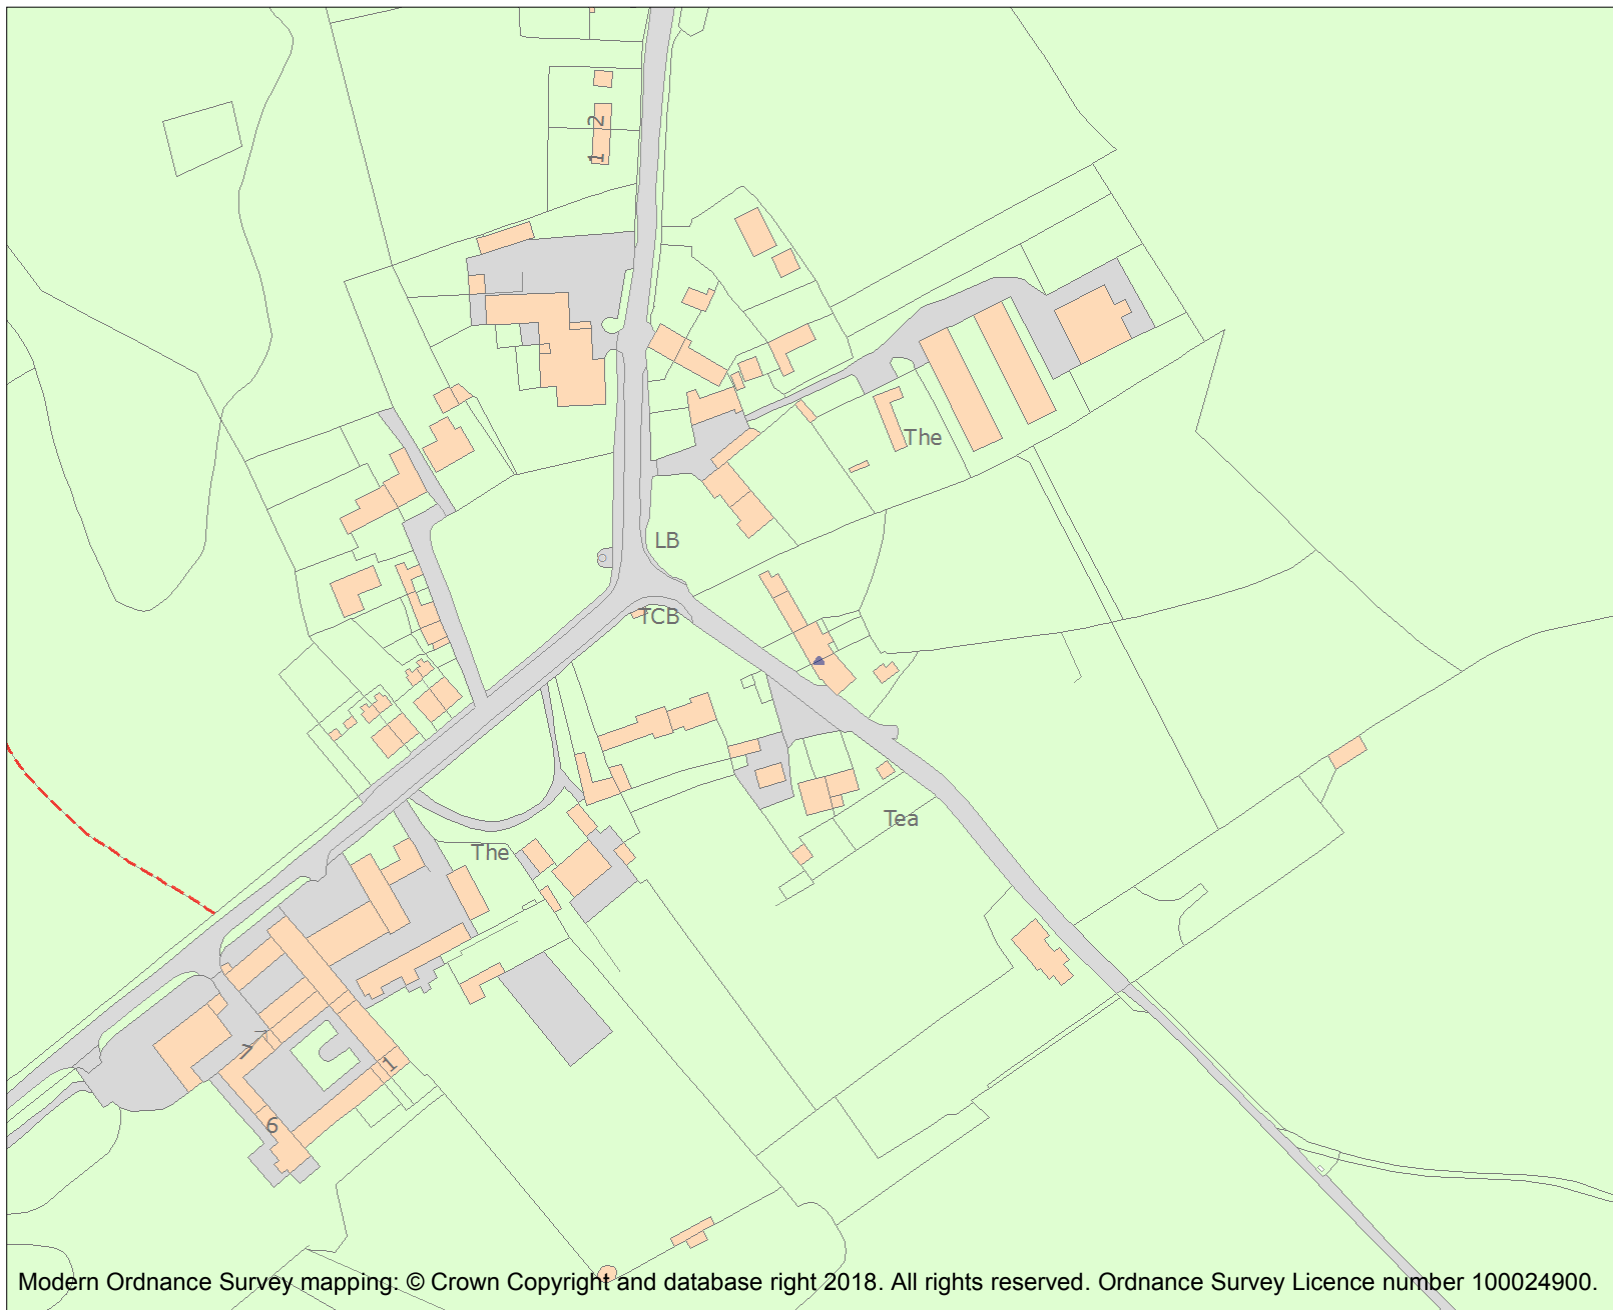 2
1
The
LB
TCB
Tea
The
7
1
6
Modern Ordnance Survey mapping: © Crown Copyright and database right 2018. All rights reserved. Ordnance Survey Licence number 100024900.